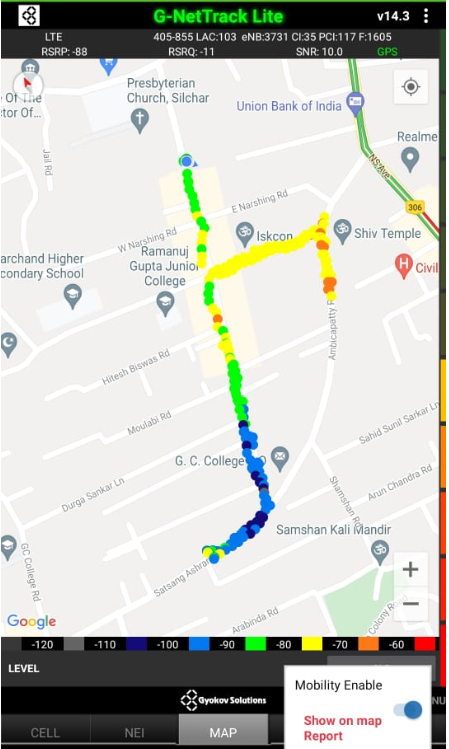 G-NetTrack Lite
v14.3
LTE
405-855 LAC:103 eNB:3731 CI:35 PCI:117 F:1605
RSRP: -88
RSRQ: -11
SNR: 10.0
GPS
Presbyterian
Church, Silchar
Of The
tor Of...
Union Bank of India
Jail Rd
Realme
NS Ave
306
E Narshing Rd
W Narshing Rd
Iskcon
Shiv Temple
Ramanuj
Gupta Junior
College
archand Higher
condary School
Civil
Ambicapatty
Hitesh Biswas Rd
Moulabi Rd
Sahid Sunil Sarkar Ln
G. C. College
Arun Chandra Rd
Durga Sankar Ln
Shamshan Rd
Samshan Kali Mandir
GC College Rd
Satsang Ashram
Arabinda Rd
Colony Rd
+
−
Google
-120 -110 -100 -90 -80 -70 -60
LEVEL
Gyokov Solutions
Mobility Enable
NU
Show on map
Report
CELL NEI MAP